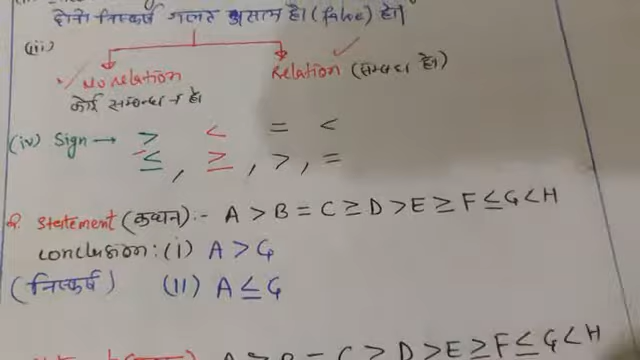 दोनो निष्कर्ष गलत असत्य है। (false) हो।
(iii)
No relation Relation (सम्बन्ध हो)
कोई सम्बन्ध न हो।
(iv) Sign → > < = <
≤ , ≥ , > , =
Q. Statement (कथन):- A > B = C ≥ D > E ≥ F ≤ G < H
conclusion: (i) A > G
(निष्कर्ष) (II) A ≤ G
A > B = C > D > E ≥ F ≤ G < H